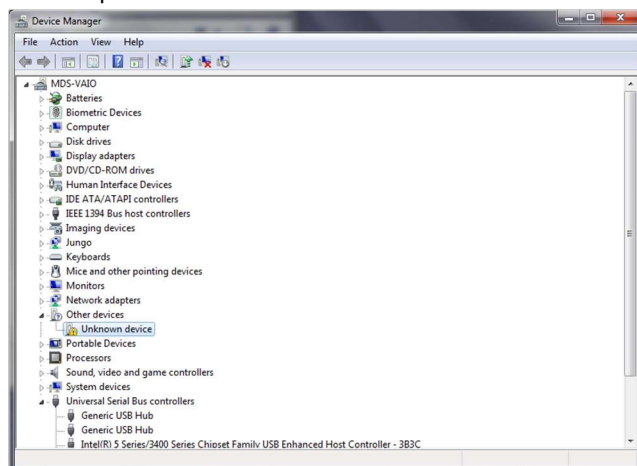 Device Manager
File Action View Help
MDS-VAIO
Batteries
Biometric Devices
Computer
Disk drives
Display adapters
DVD/CD-ROM drives
Human Interface Devices
IDE ATA/ATAPI controllers
IEEE 1394 Bus host controllers
Imaging devices
Jungo
Keyboards
Mice and other pointing devices
Monitors
Network adapters
Other devices
Unknown device
Portable Devices
Processors
Sound, video and game controllers
System devices
Universal Serial Bus controllers
Generic USB Hub
Generic USB Hub
Intel(R) 5 Series/3400 Series Chipset Family USB Enhanced Host Controller - 3B3C